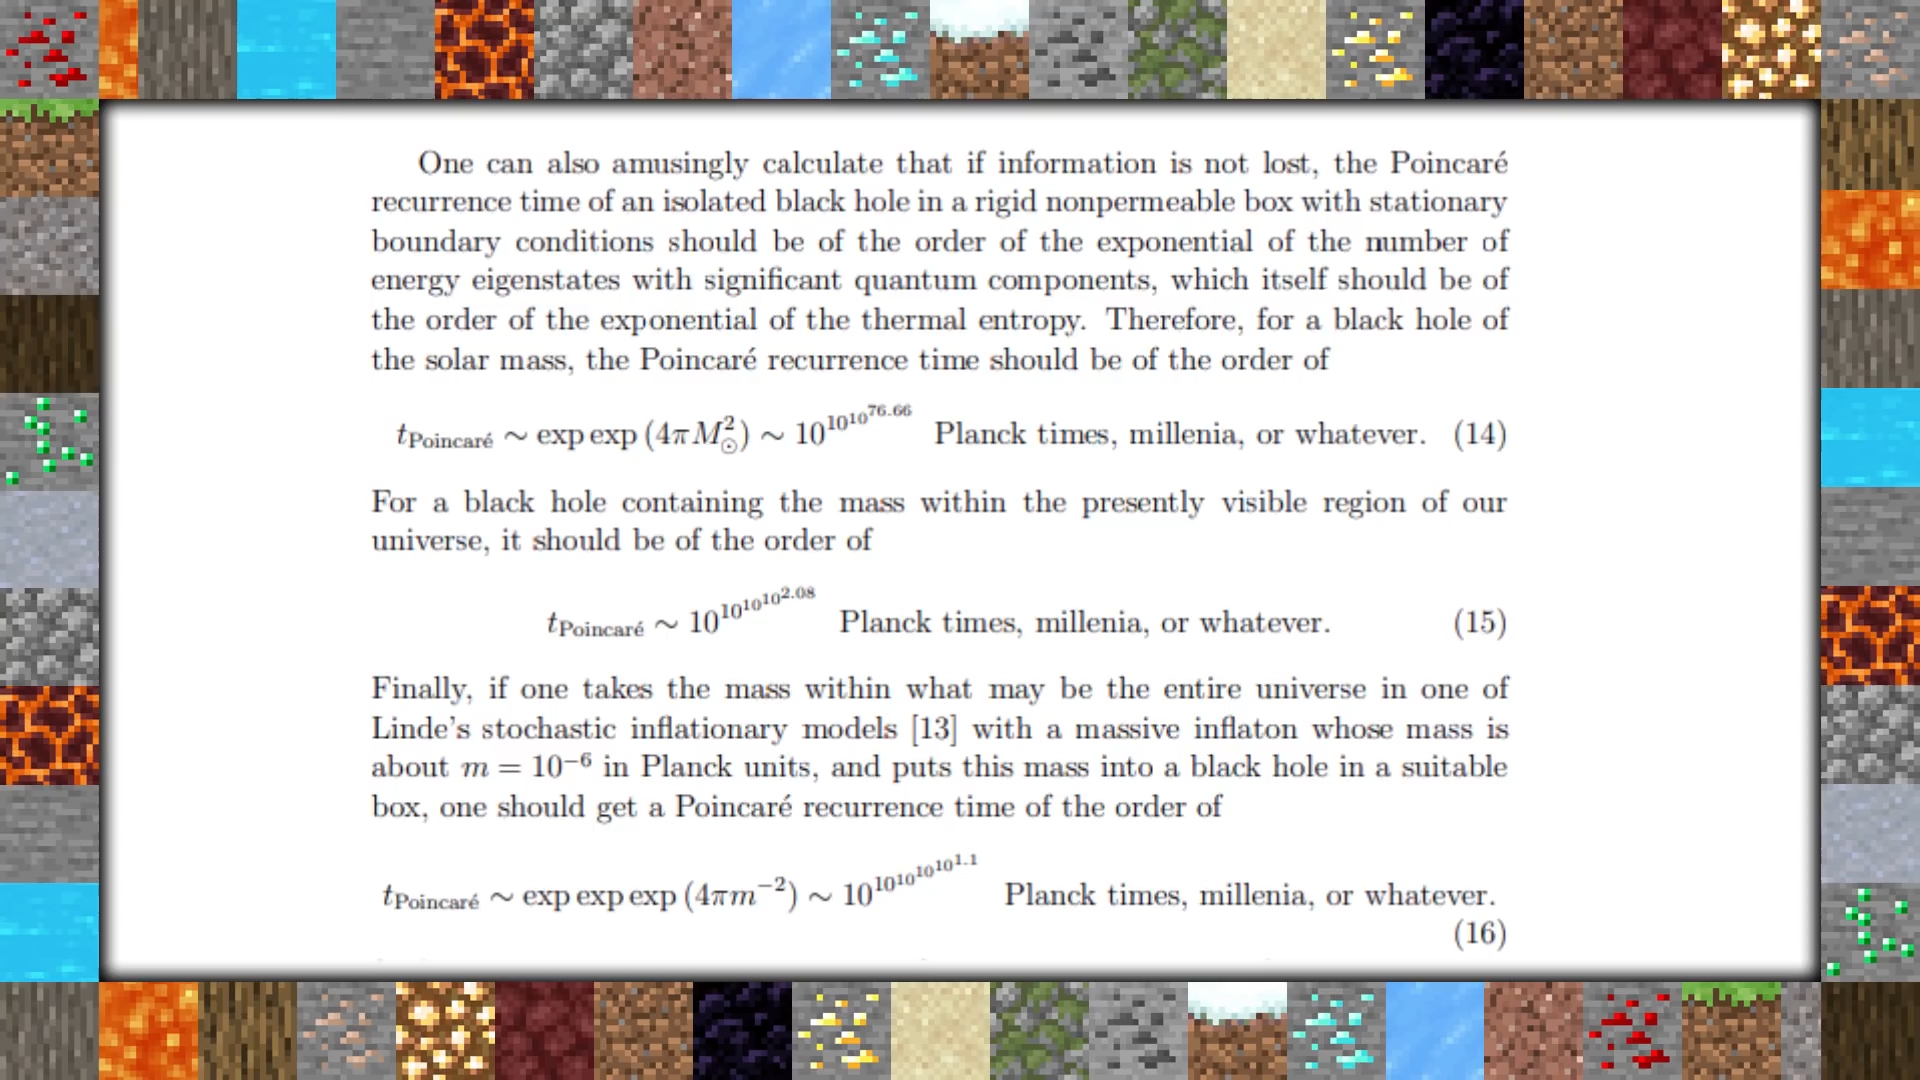 One can also amusingly calculate that if information is not lost, the Poincaré
recurrence time of an isolated black hole in a rigid nonpermeable box with stationary
boundary conditions should be of the order of the exponential of the number of
energy eigenstates with significant quantum components, which itself should be of
the order of the exponential of the thermal entropy. Therefore, for a black hole of
the solar mass, the Poincaré recurrence time should be of the order of
t_Poincaré ∼ exp exp (4πM_⊙^2) ∼ 10^{10^{10^{76.66}}} Planck times, millenia, or whatever. (14)
For a black hole containing the mass within the presently visible region of our
universe, it should be of the order of
t_Poincaré ∼ 10^{10^{10^{10^{2.08}}}} Planck times, millenia, or whatever. (15)
Finally, if one takes the mass within what may be the entire universe in one of
Linde's stochastic inflationary models [13] with a massive inflaton whose mass is
about m = 10^{−6} in Planck units, and puts this mass into a black hole in a suitable
box, one should get a Poincaré recurrence time of the order of
t_Poincaré ∼ exp exp exp (4πm^{−2}) ∼ 10^{10^{10^{10^{10^{1.1}}}}} Planck times, millenia, or whatever.
(16)